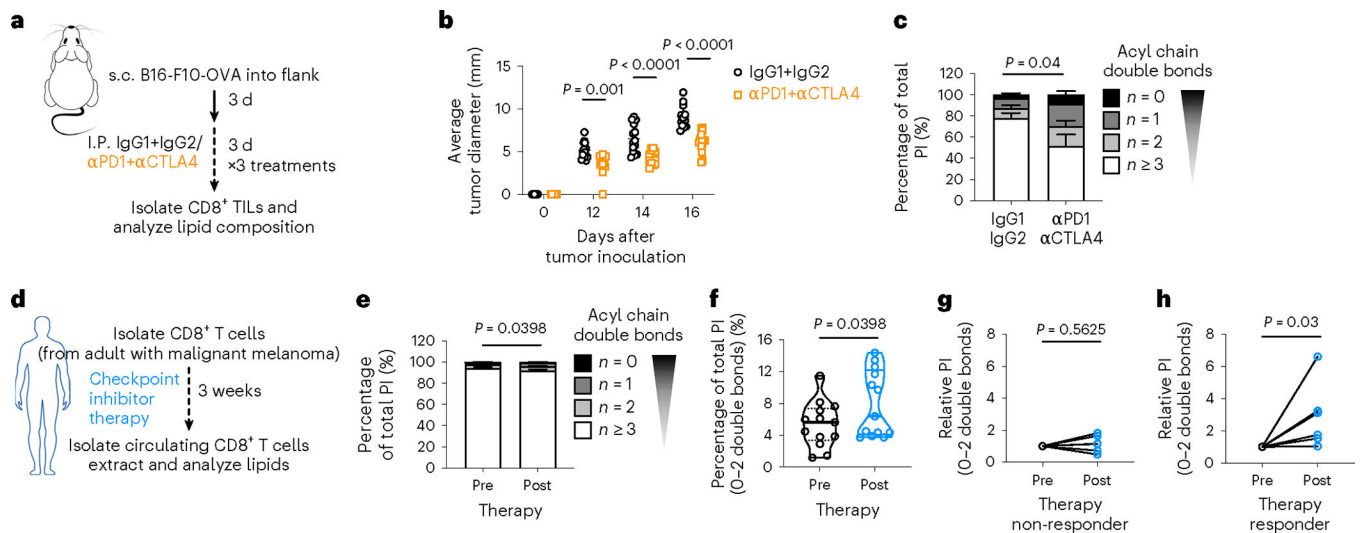 a
s.c. B16-F10-OVA into flank
3 d
I.P. IgG1+IgG2/
αPD1+αCTLA4
3 d
×3 treatments
Isolate CD8⁺ TILs and
analyze lipid composition
b
P < 0.0001
P < 0.0001
P = 0.001
IgG1+IgG2
αPD1+αCTLA4
Average
tumor diameter (mm)
15
10
5
0
0
12
14
16
Days after
tumor inoculation
c
P = 0.04
Acyl chain
double bonds
Percentage of total
PI (%)
120
100
80
60
40
20
0
n = 0
n = 1
n = 2
n ≥ 3
IgG1
IgG2
αPD1
αCTLA4
d
Isolate CD8⁺ T cells
(from adult with malignant melanoma)
Checkpoint
inhibitor
therapy
3 weeks
Isolate circulating CD8⁺ T cells
extract and analyze lipids
e
P = 0.0398
Acyl chain
double bonds
Percentage
of total PI (%)
120
100
80
60
40
20
0
n = 0
n = 1
n = 2
n ≥ 3
Pre
Post
Therapy
f
P = 0.0398
Percentage of total PI
(0–2 double bonds) (%)
16
12
8
4
0
Pre
Post
Therapy
g
P = 0.5625
Relative PI
(0–2 double bonds)
8
6
4
2
0
Pre
Post
Therapy
non-responder
h
P = 0.03
Relative PI
(0–2 double bonds)
8
6
4
2
0
Pre
Post
Therapy
responder